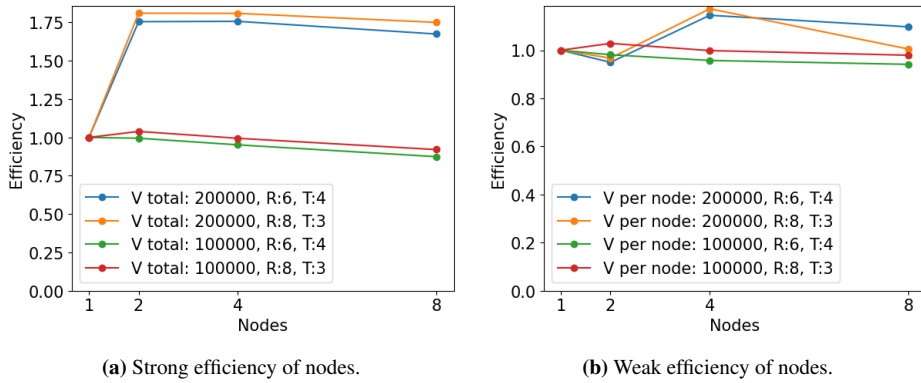 1.75
1.50
1.25
1.00
0.75
0.50
0.25
0.00
Efficiency
V total: 200000, R:6, T:4
V total: 200000, R:8, T:3
V total: 100000, R:6, T:4
V total: 100000, R:8, T:3
1 2 4 8
Nodes
(a) Strong efficiency of nodes.
1.0
0.8
0.6
0.4
0.2
0.0
Efficiency
V per node: 200000, R:6, T:4
V per node: 200000, R:8, T:3
V per node: 100000, R:6, T:4
V per node: 100000, R:8, T:3
1 2 4 8
Nodes
(b) Weak efficiency of nodes.